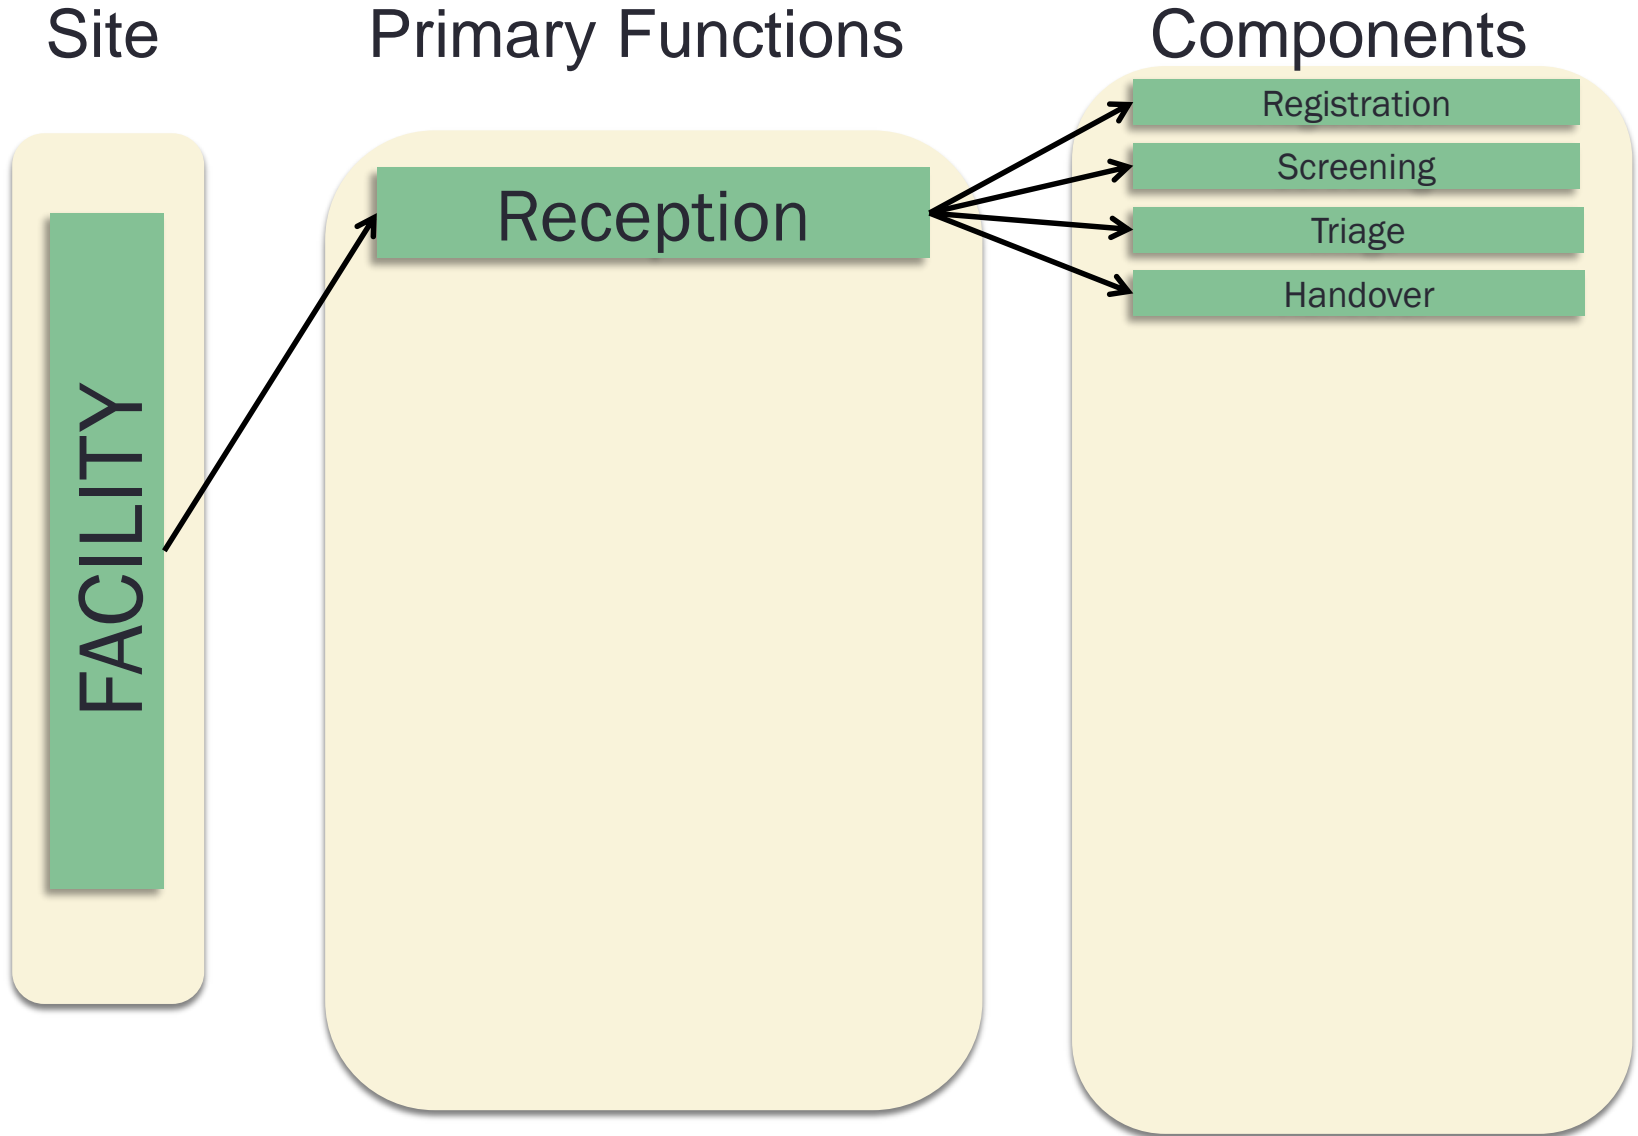 Site
Primary Functions
Components
FACILITY
Reception
Registration
Screening
Triage
Handover